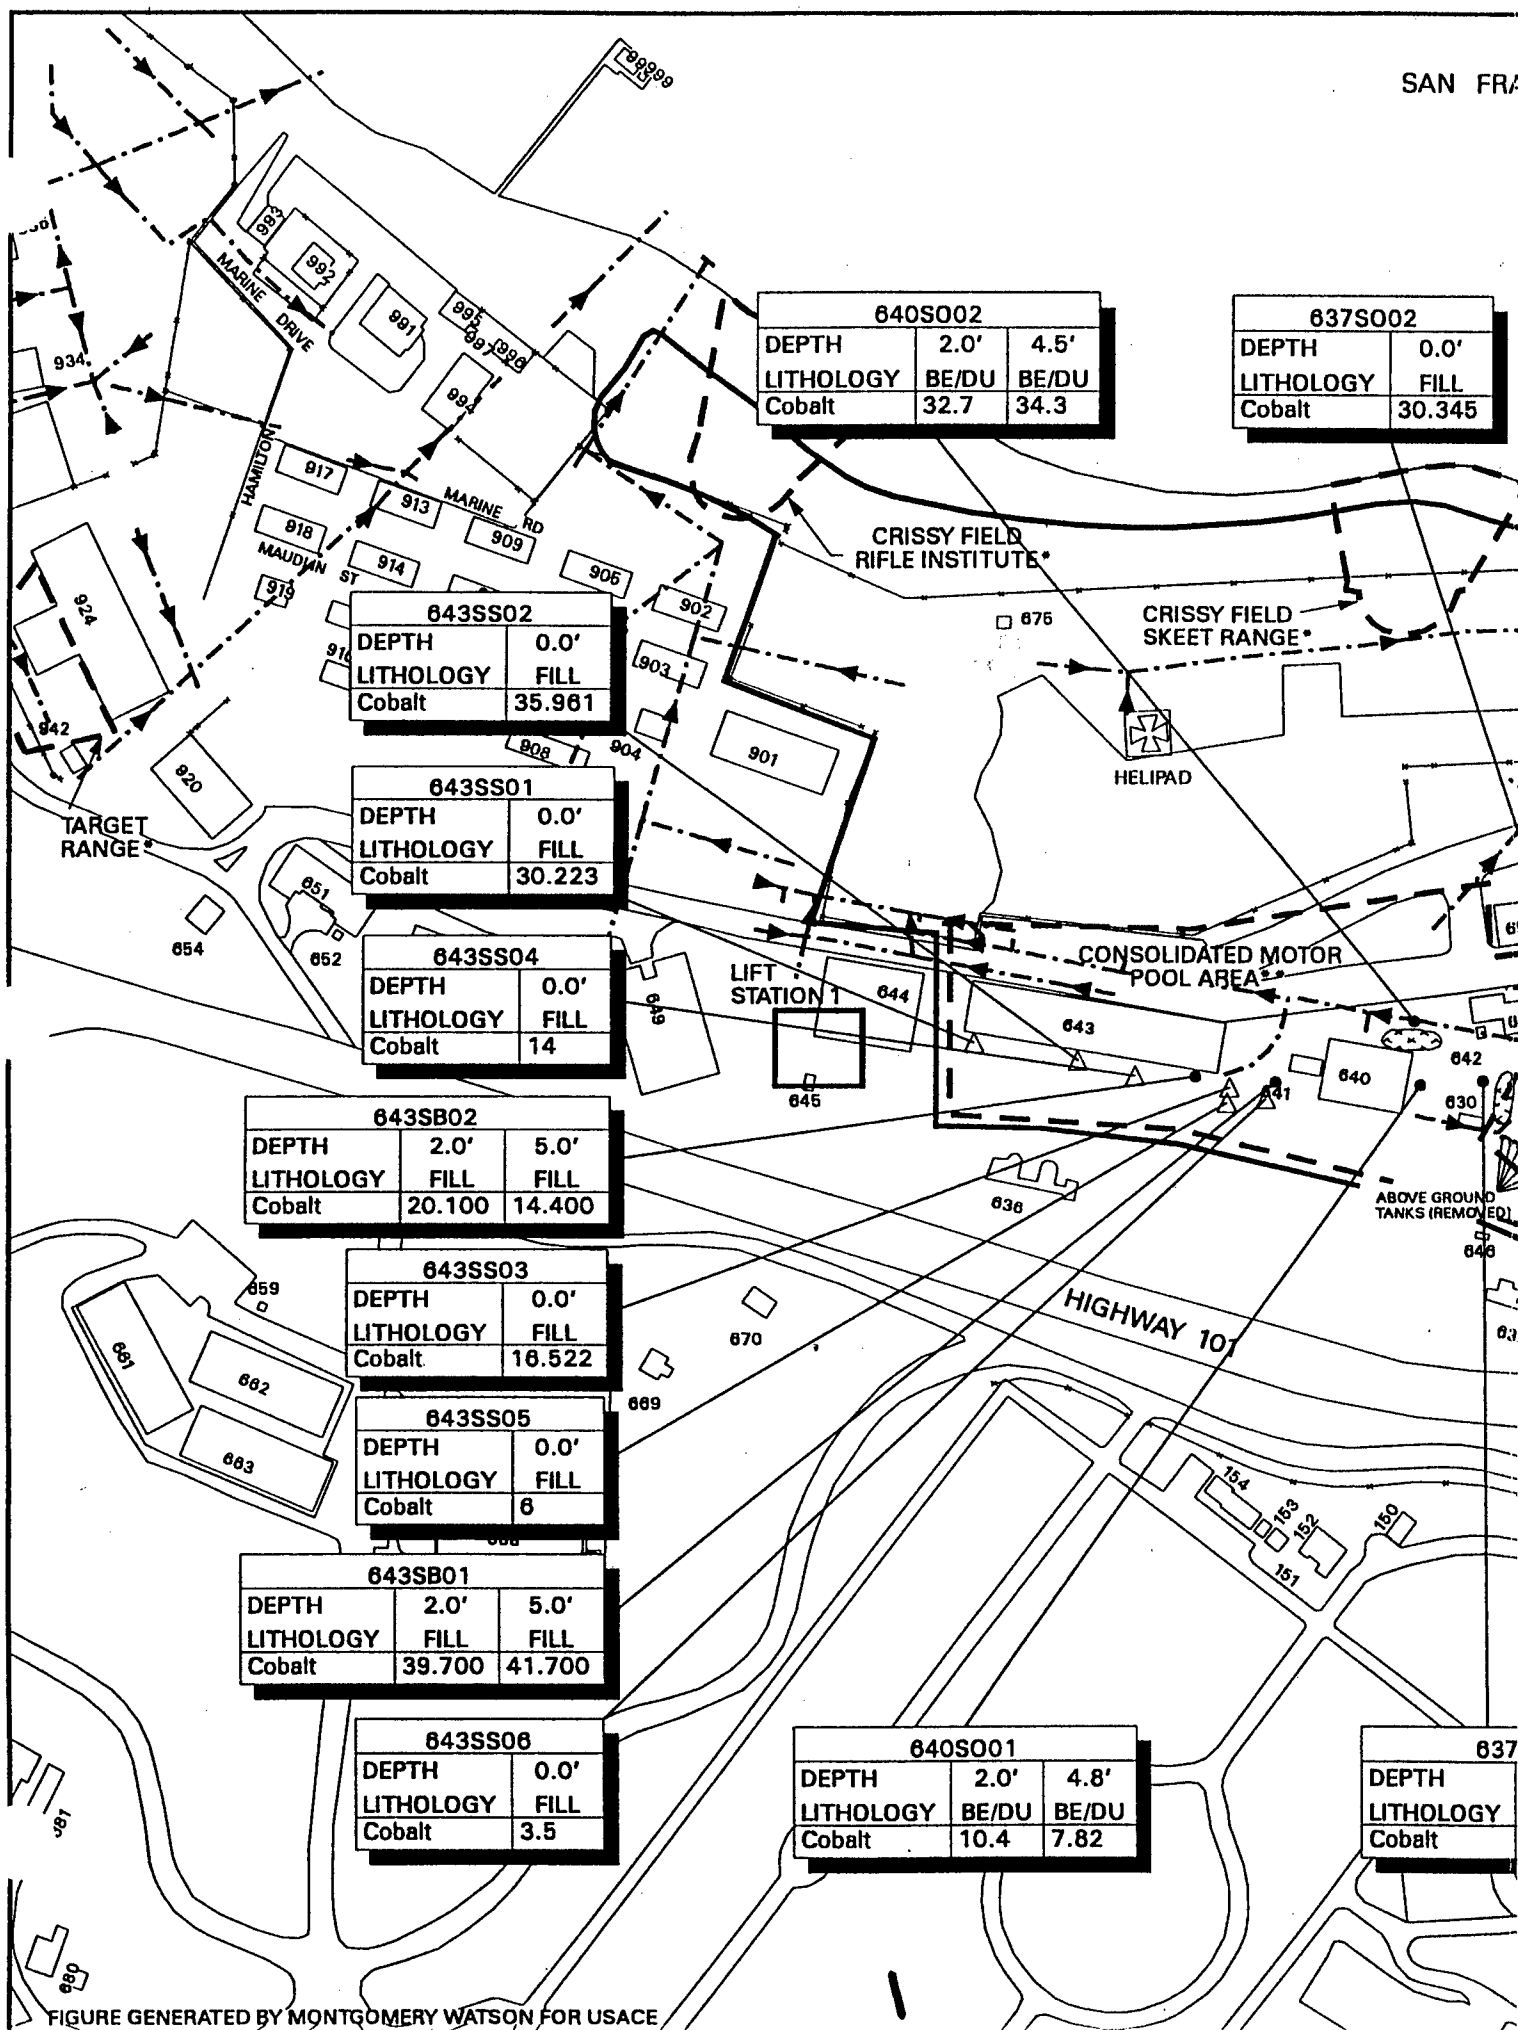 SAN FRA
99999
993
992
MARINE
DRIVE
991
995
997
996
994
934
640SO02
DEPTH 2.0' 4.5'
LITHOLOGY BE/DU BE/DU
Cobalt 32.7 34.3
637SO02
DEPTH 0.0'
LITHOLOGY FILL
Cobalt 30.345
HAMILTON
917
913
MARINE RD
918
909
MAUDLIN ST
914
905
919
902
924
903
CRISSY FIELD
RIFLE INSTITUTE*
675
CRISSY FIELD
SKEET RANGE*
643SS02
DEPTH 0.0'
LITHOLOGY FILL
Cobalt 35.961
942
908
904
901
920
HELIPAD
TARGET
RANGE*
643SS01
DEPTH 0.0'
LITHOLOGY FILL
Cobalt 30.223
651
654
652
643SS04
DEPTH 0.0'
LITHOLOGY FILL
Cobalt 14
649
LIFT
STATION 1
644
643
CONSOLIDATED MOTOR
POOL AREA**
645
641
640
642
630
643SB02
DEPTH 2.0' 5.0'
LITHOLOGY FILL FILL
Cobalt 20.100 14.400
636
ABOVE GROUND
TANKS (REMOVED)
646
643SS03
DEPTH 0.0'
LITHOLOGY FILL
Cobalt 16.522
659
661
662
663
670
669
HIGHWAY 101
643SS05
DEPTH 0.0'
LITHOLOGY FILL
Cobalt 6
154
153
152
150
151
643SB01
DEPTH 2.0' 5.0'
LITHOLOGY FILL FILL
Cobalt 39.700 41.700
643SS06
DEPTH 0.0'
LITHOLOGY FILL
Cobalt 3.5
640SO01
DEPTH 2.0' 4.8'
LITHOLOGY BE/DU BE/DU
Cobalt 10.4 7.82
637
DEPTH
LITHOLOGY
Cobalt
680
FIGURE GENERATED BY MONTGOMERY WATSON FOR USACE